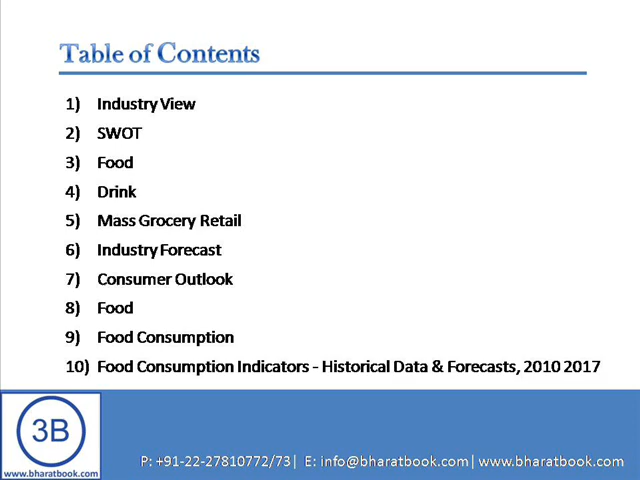 Table of Contents
1) Industry View
2) SWOT
3) Food
4) Drink
5) Mass Grocery Retail
6) Industry Forecast
7) Consumer Outlook
8) Food
9) Food Consumption
10) Food Consumption Indicators - Historical Data & Forecasts, 2010 2017
3B
www.bharatbook.com
P: +91-22-27810772/73| E: info@bharatbook.com| www.bharatbook.com